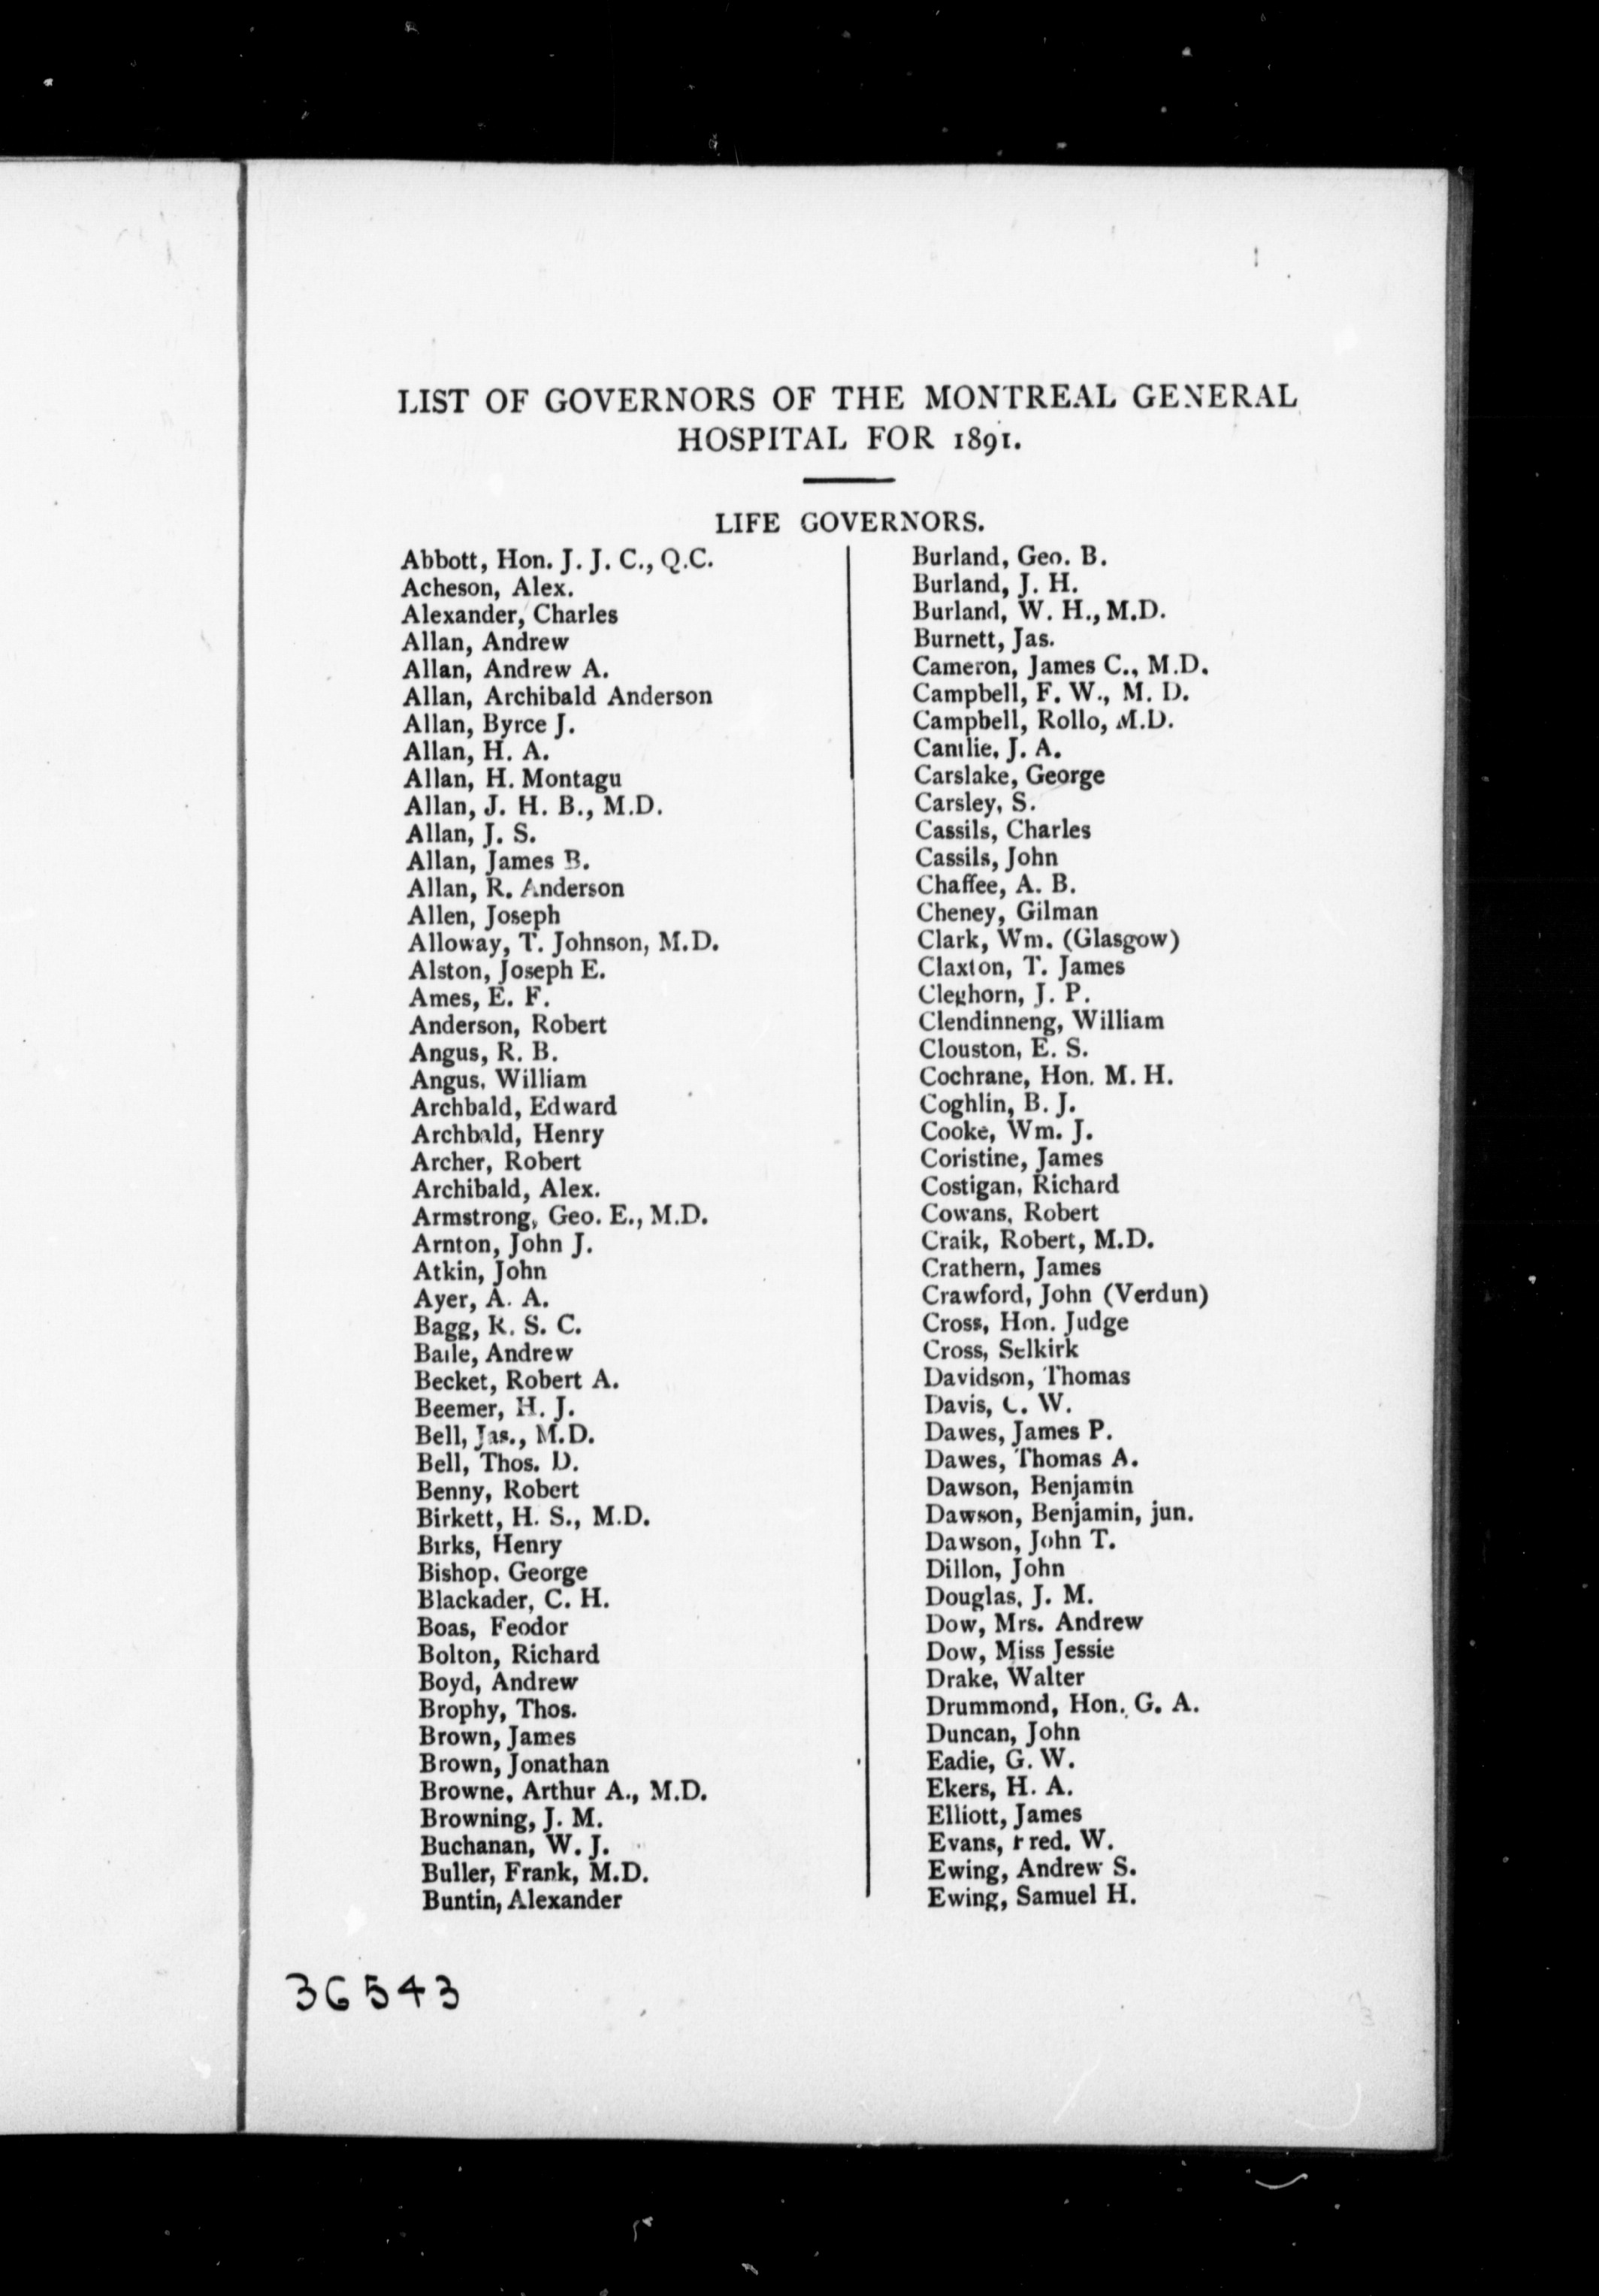 LIST OF GOVERNORS OF THE MONTREAL GENERAL
HOSPITAL FOR 1891.
LIFE GOVERNORS.
Abbott, Hon. J. J. C., Q.C.
Acheson, Alex.
Alexander, Charles
Allan, Andrew
Allan, Andrew A.
Allan, Archibald Anderson
Allan, Byrce J.
Allan, H. A.
Allan, H. Montagu
Allan, J. H. B., M.D.
Allan, J. S.
Allan, James B.
Allan, R. Anderson
Allen, Joseph
Alloway, T. Johnson, M.D.
Alston, Joseph E.
Ames, E. F.
Anderson, Robert
Angus, R. B.
Angus, William
Archbald, Edward
Archbald, Henry
Archer, Robert
Archibald, Alex.
Armstrong, Geo. E., M.D.
Arnton, John J.
Atkin, John
Ayer, A. A.
Bagg, R. S. C.
Baile, Andrew
Becket, Robert A.
Beemer, H. J.
Bell, Jas., M.D.
Bell, Thos. D.
Benny, Robert
Birkett, H. S., M.D.
Birks, Henry
Bishop, George
Blackader, C. H.
Boas, Feodor
Bolton, Richard
Boyd, Andrew
Brophy, Thos.
Brown, James
Brown, Jonathan
Browne, Arthur A., M.D.
Browning, J. M.
Buchanan, W. J.
Buller, Frank, M.D.
Buntin, Alexander
Burland, Geo. B.
Burland, J. H.
Burland, W. H., M.D.
Burnett, Jas.
Cameron, James C., M.D.
Campbell, F. W., M. D.
Campbell, Rollo, M.D.
Cantlie, J. A.
Carslake, George
Carsley, S.
Cassils, Charles
Cassils, John
Chaffee, A. B.
Cheney, Gilman
Clark, Wm. (Glasgow)
Claxton, T. James
Cleghorn, J. P.
Clendinneng, William
Clouston, E. S.
Cochrane, Hon. M. H.
Coghlin, B. J.
Cooke, Wm. J.
Coristine, James
Costigan, Richard
Cowans, Robert
Craik, Robert, M.D.
Crathern, James
Crawford, John (Verdun)
Cross, Hon. Judge
Cross, Selkirk
Davidson, Thomas
Davis, C. W.
Dawes, James P.
Dawes, Thomas A.
Dawson, Benjamin
Dawson, Benjamin, jun.
Dawson, John T.
Dillon, John
Douglas, J. M.
Dow, Mrs. Andrew
Dow, Miss Jessie
Drake, Walter
Drummond, Hon. G. A.
Duncan, John
Eadie, G. W.
Ekers, H. A.
Elliott, James
Evans, Fred. W.
Ewing, Andrew S.
Ewing, Samuel H.
36543